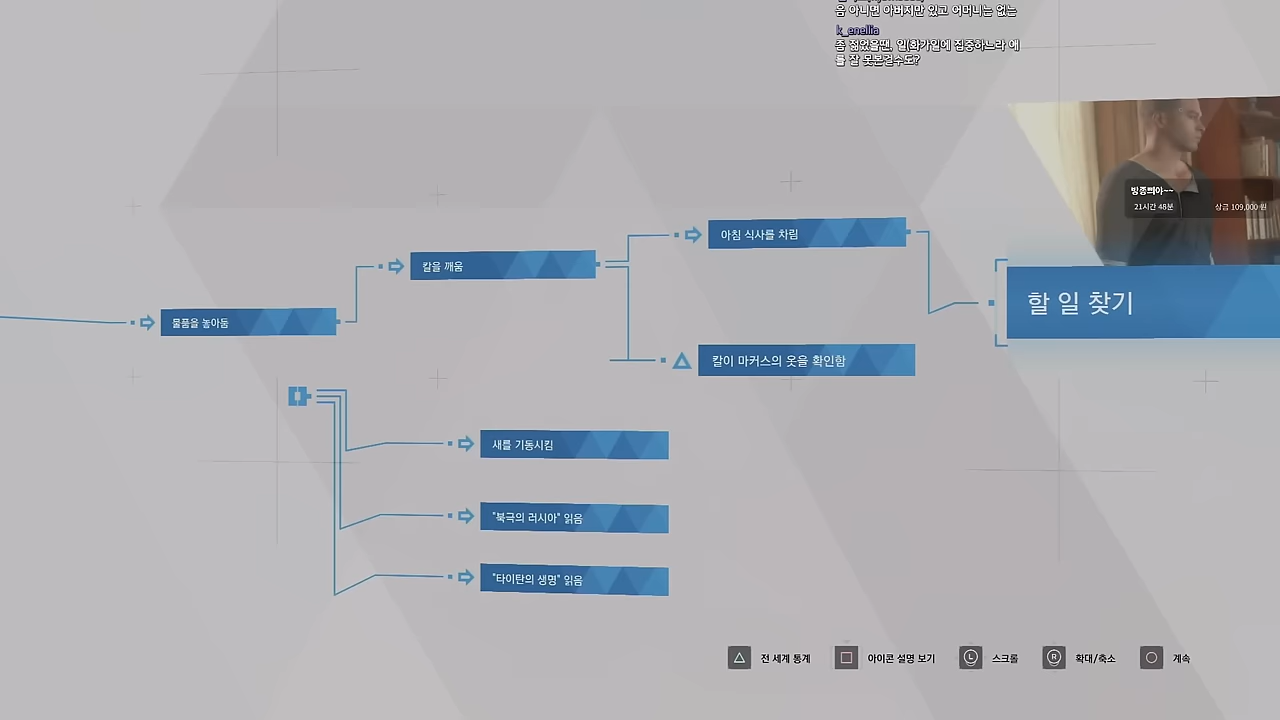 움 아니면 아버지만 있고 어머니는 없는
k_enellia
좀 젊었을땐, 일(화가)일에 집중하느라 애
를 잘 못본걸수도?
빙종삐야~~
21시간 48분
상금 109,000 원
아침 식사를 차림
칼을 깨움
할 일 찾기
물품을 놓아둠
칼이 마커스의 옷을 확인함
새를 기동시킴
"북극의 러시아" 읽음
"타이탄의 생명" 읽음
전 세계 통계
아이콘 설명 보기
L
스크롤
R
확대/축소
계속